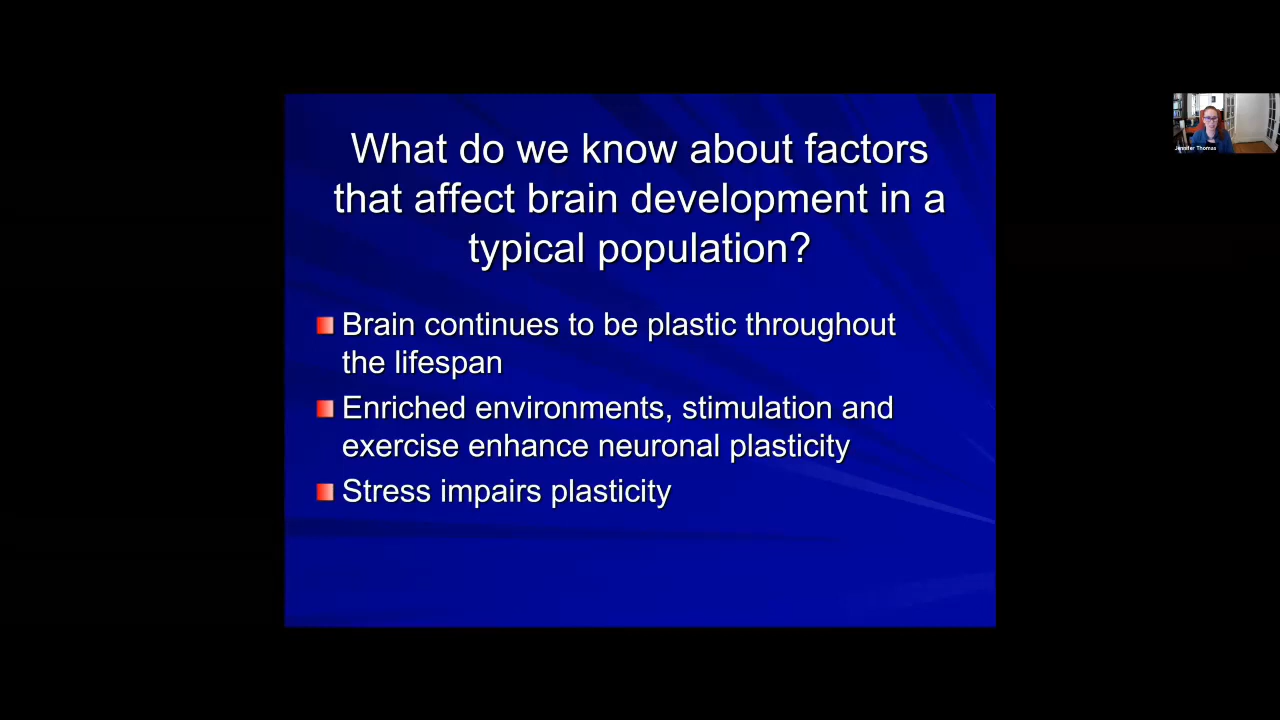 What do we know about factors
that affect brain development in a
typical population?
Brain continues to be plastic throughout
the lifespan
Enriched environments, stimulation and
exercise enhance neuronal plasticity
Stress impairs plasticity
Jennifer Thomas